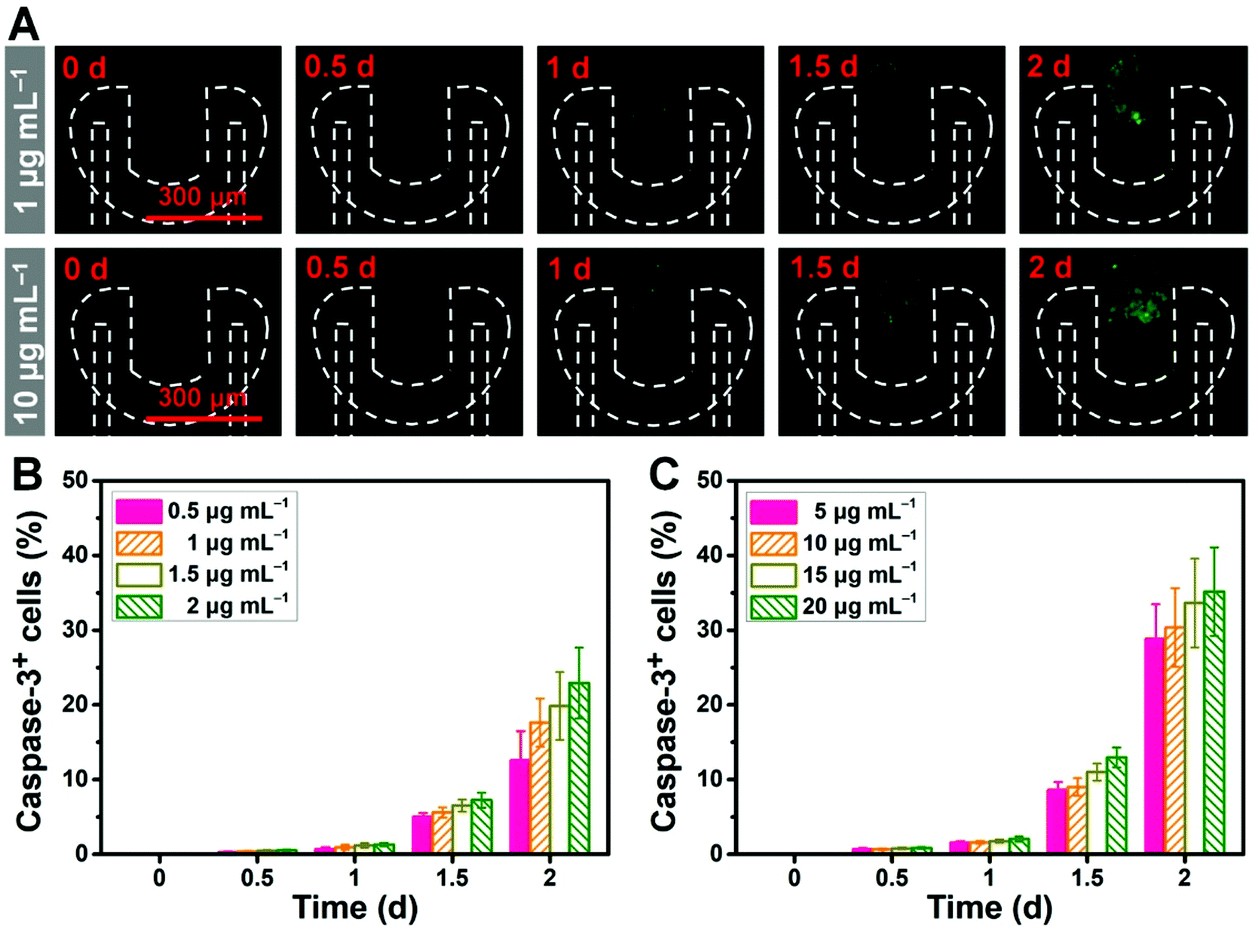 A
1 µg mL⁻¹
0 d
0.5 d
1 d
1.5 d
2 d
300 µm
10 µg mL⁻¹
0 d
0.5 d
1 d
1.5 d
2 d
300 µm
B
Caspase-3⁺ cells (%)
50
40
30
20
10
0
0.5 µg mL⁻¹
1 µg mL⁻¹
1.5 µg mL⁻¹
2 µg mL⁻¹
0 0.5 1 1.5 2
Time (d)
C
Caspase-3⁺ cells (%)
50
40
30
20
10
0
5 µg mL⁻¹
10 µg mL⁻¹
15 µg mL⁻¹
20 µg mL⁻¹
0 0.5 1 1.5 2
Time (d)